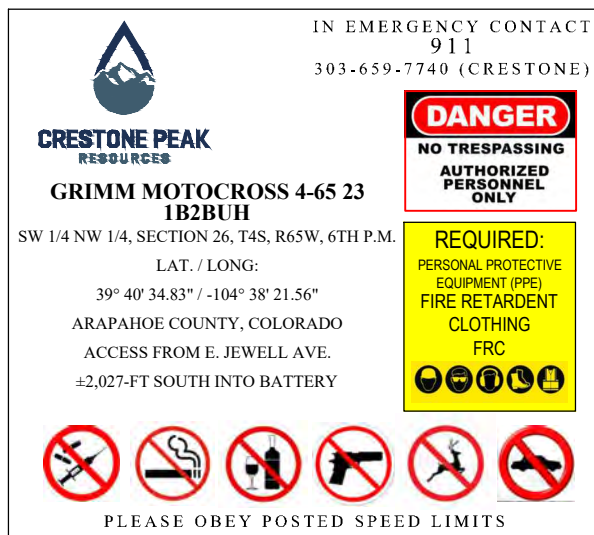 IN EMERGENCY CONTACT
911
303-659-7740 (CRESTONE)
CRESTONE PEAK
RESOURCES
DANGER
NO TRESPASSING
AUTHORIZED
PERSONNEL
ONLY
GRIMM MOTOCROSS 4-65 23
1B2BUH
SW 1/4 NW 1/4, SECTION 26, T4S, R65W, 6TH P.M.
LAT. / LONG:
39° 40' 34.83" / -104° 38' 21.56"
ARAPAHOE COUNTY, COLORADO
ACCESS FROM E. JEWELL AVE.
±2,027-FT SOUTH INTO BATTERY
REQUIRED:
PERSONAL PROTECTIVE
EQUIPMENT (PPE)
FIRE RETARDENT
CLOTHING
FRC
PLEASE OBEY POSTED SPEED LIMITS